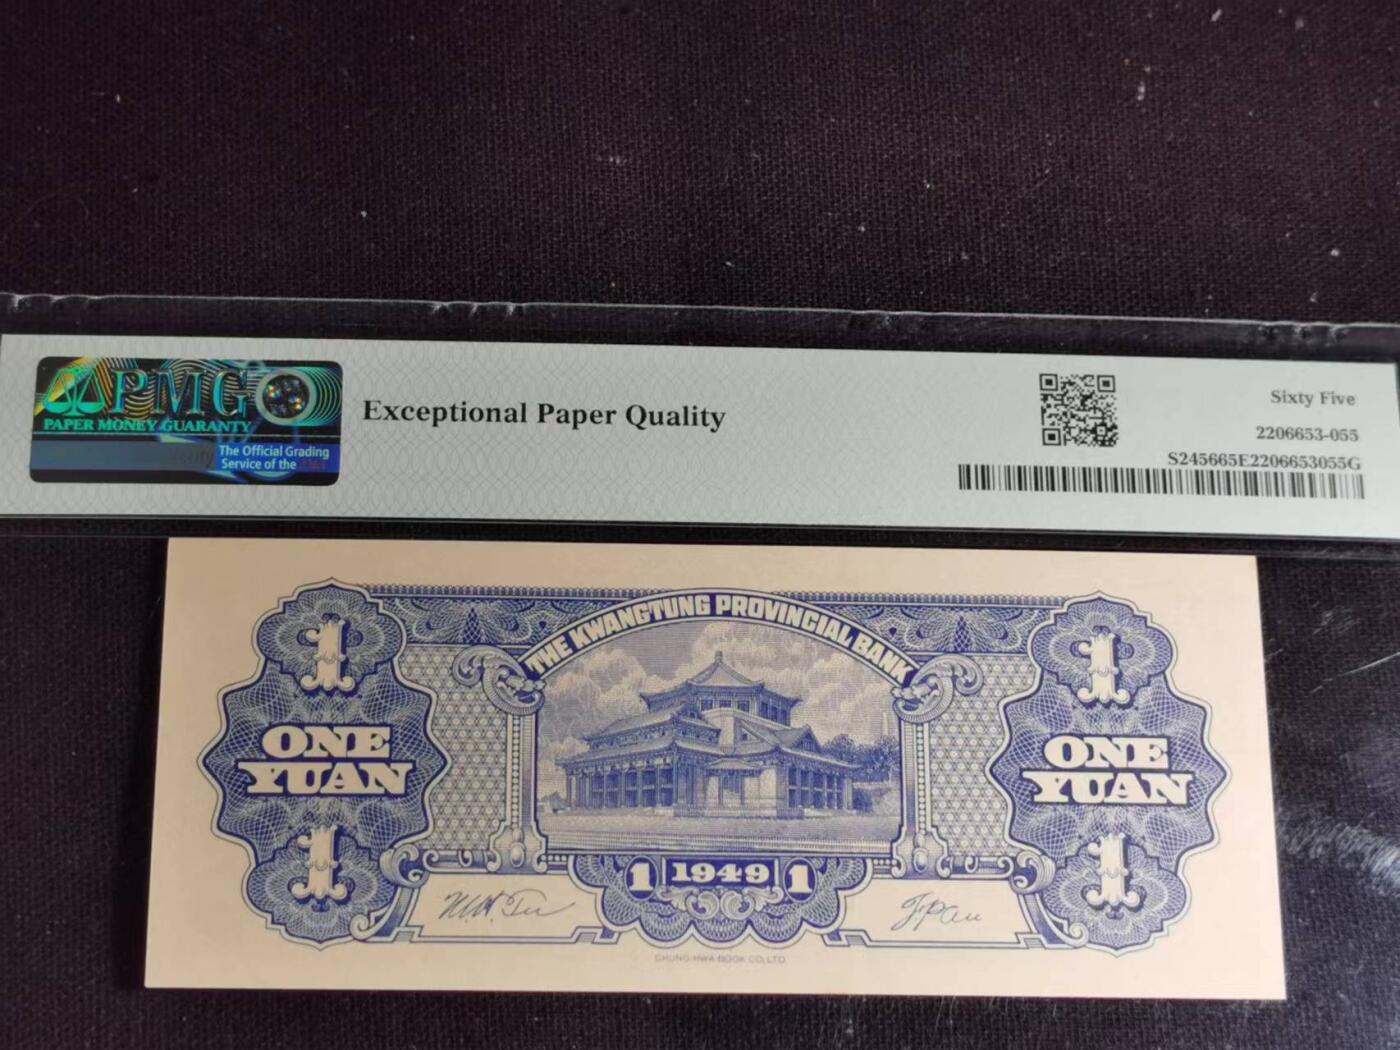 PMG
PAPER MONEY GUARANTY
The Official Grading
Service of the
Exceptional Paper Quality
Sixty Five
2206653-055
S245665E2206653055G
THE KWANGTUNG PROVINCIAL BANK
1
ONE
YUAN
1
1
ONE
YUAN
1
1 1949 1
CHUNG HWA BOOK CO., LTD.